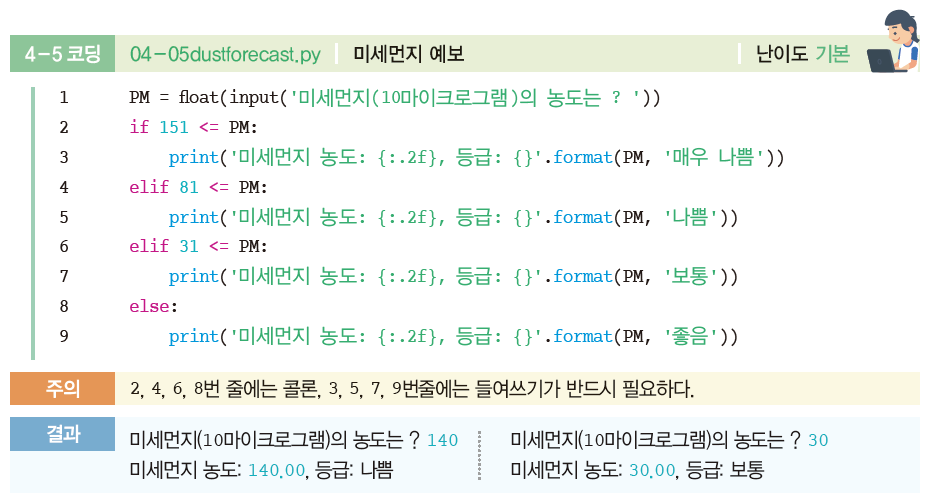 4-5 코딩 04-05dustforecast.py 미세먼지 예보 난이도 기본
1 PM = float(input('미세먼지(10마이크로그램)의 농도는 ? '))
2 if 151 <= PM:
3 print('미세먼지 농도: {:.2f}, 등급: {}'.format(PM, '매우 나쁨'))
4 elif 81 <= PM:
5 print('미세먼지 농도: {:.2f}, 등급: {}'.format(PM, '나쁨'))
6 elif 31 <= PM:
7 print('미세먼지 농도: {:.2f}, 등급: {}'.format(PM, '보통'))
8 else:
9 print('미세먼지 농도: {:.2f}, 등급: {}'.format(PM, '좋음'))
주의 2, 4, 6, 8번 줄에는 콜론, 3, 5, 7, 9번줄에는 들여쓰기가 반드시 필요하다.
결과
미세먼지(10마이크로그램)의 농도는 ? 140
미세먼지 농도: 140.00, 등급: 나쁨
미세먼지(10마이크로그램)의 농도는 ? 30
미세먼지 농도: 30.00, 등급: 보통